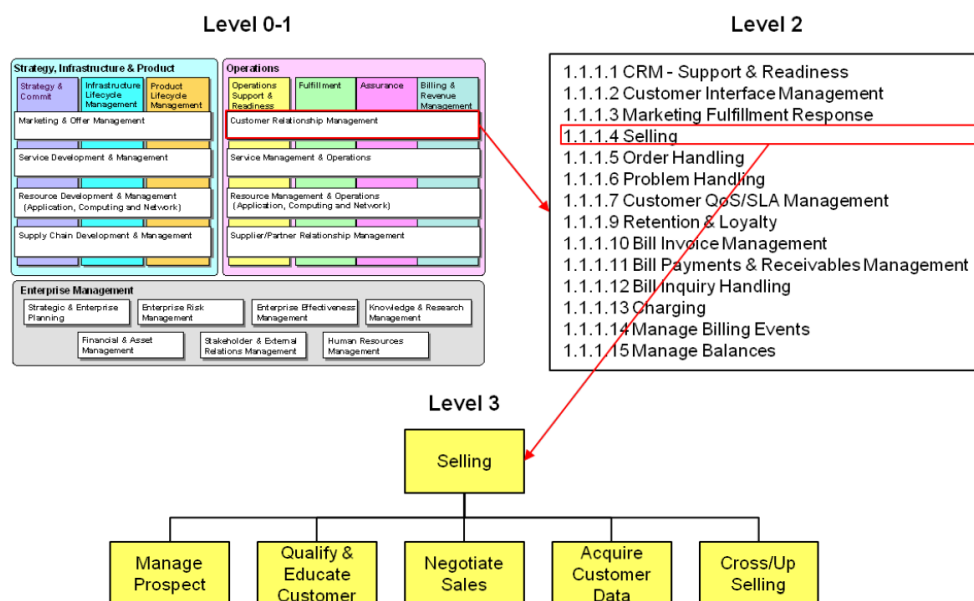 Level 0-1
Level 2
Strategy, Infrastructure & Product
Strategy &
Commit
Infrastructure
Lifecycle
Management
Product
Lifecycle
Management
Marketing & Offer Management
Service Development & Management
Resource Development & Management
(Application, Computing and Network)
Supply Chain Development & Management
Operations
Operations
Support &
Readiness
Fulfillment
Assurance
Billing &
Revenue
Management
Customer Relationship Management
Service Management & Operations
Resource Management & Operations
(Application, Computing and Network)
Supplier/Partner Relationship Management
Enterprise Management
Strategic & Enterprise
Planning
Enterprise Risk
Management
Enterprise Effectiveness
Management
Knowledge & Research
Management
Financial & Asset
Management
Stakeholder & External
Relations Management
Human Resources
Management
1.1.1.1 CRM - Support & Readiness
1.1.1.2 Customer Interface Management
1.1.1.3 Marketing Fulfillment Response
1.1.1.4 Selling
1.1.1.5 Order Handling
1.1.1.6 Problem Handling
1.1.1.7 Customer QoS/SLA Management
1.1.1.9 Retention & Loyalty
1.1.1.10 Bill Invoice Management
1.1.1.11 Bill Payments & Receivables Management
1.1.1.12 Bill Inquiry Handling
1.1.1.13 Charging
1.1.1.14 Manage Billing Events
1.1.1.15 Manage Balances
Level 3
Selling
Manage
Prospect
Qualify &
Educate
Customer
Negotiate
Sales
Acquire
Customer
Data
Cross/Up
Selling